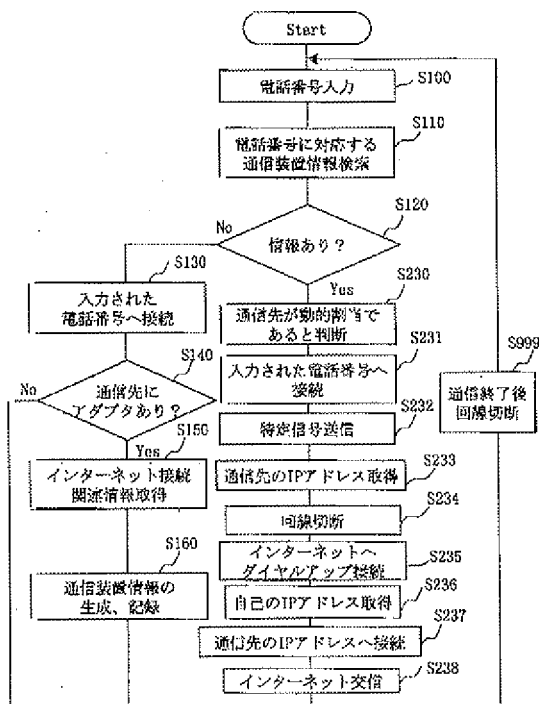 Start
電話番号入力
S100
電話番号に対応する
通信装置情報検索
S110
情報あり？
S120
No
Yes
入力された
電話番号へ接続
S130
通信先に
アダプタあり？
S140
No
Yes
インターネット接続
関連情報取得
S150
通信装置情報の
生成、記録
S160
通信先が動的割当で
あると判断
S230
入力された電話番号へ
接続
S231
特定信号送信
S232
通信先のIPアドレス取得
S233
回線切断
S234
インターネットへ
ダイヤルアップ接続
S235
自己のIPアドレス取得
S236
通信先のIPアドレスへ接続
S237
インターネット交信
S238
通信終了後
回線切断
S999